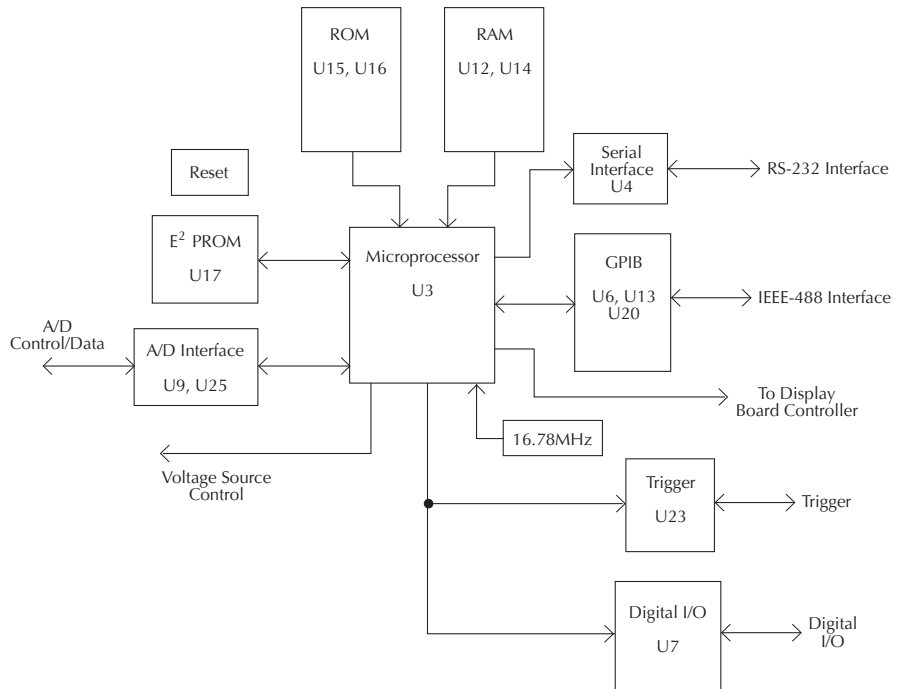 ROM
U15, U16
RAM
U12, U14
Reset
Serial
Interface
U4
RS-232 Interface
E² PROM
U17
Microprocessor
U3
GPIB
U6, U13
U20
IEEE-488 Interface
A/D
Control/Data
A/D Interface
U9, U25
To Display
Board Controller
16.78MHz
Voltage Source
Control
Trigger
U23
Trigger
Digital I/O
U7
Digital
I/O